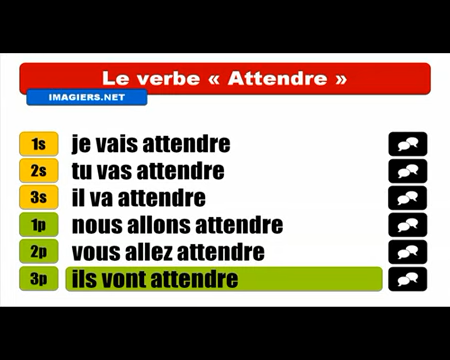 Le verbe « Attendre »
IMAGIERS.NET
1s je vais attendre
2s tu vas attendre
3s il va attendre
1p nous allons attendre
2p vous allez attendre
3p ils vont attendre